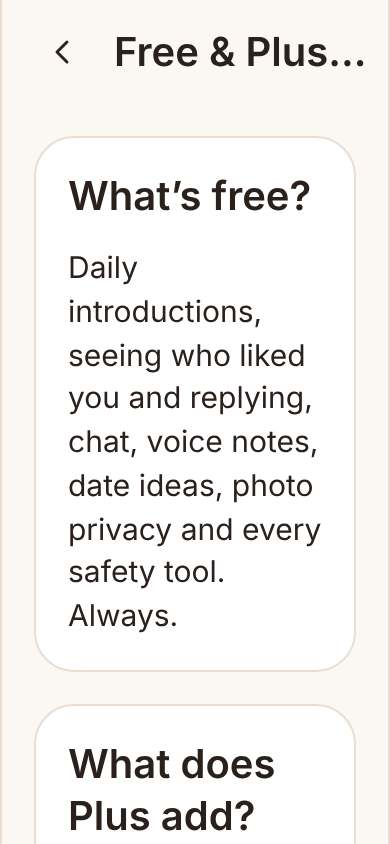 Free & Plus...
What’s free?
Daily
introductions,
seeing who liked
you and replying,
chat, voice notes,
date ideas, photo
privacy and every
safety tool.
Always.
What does
Plus add?